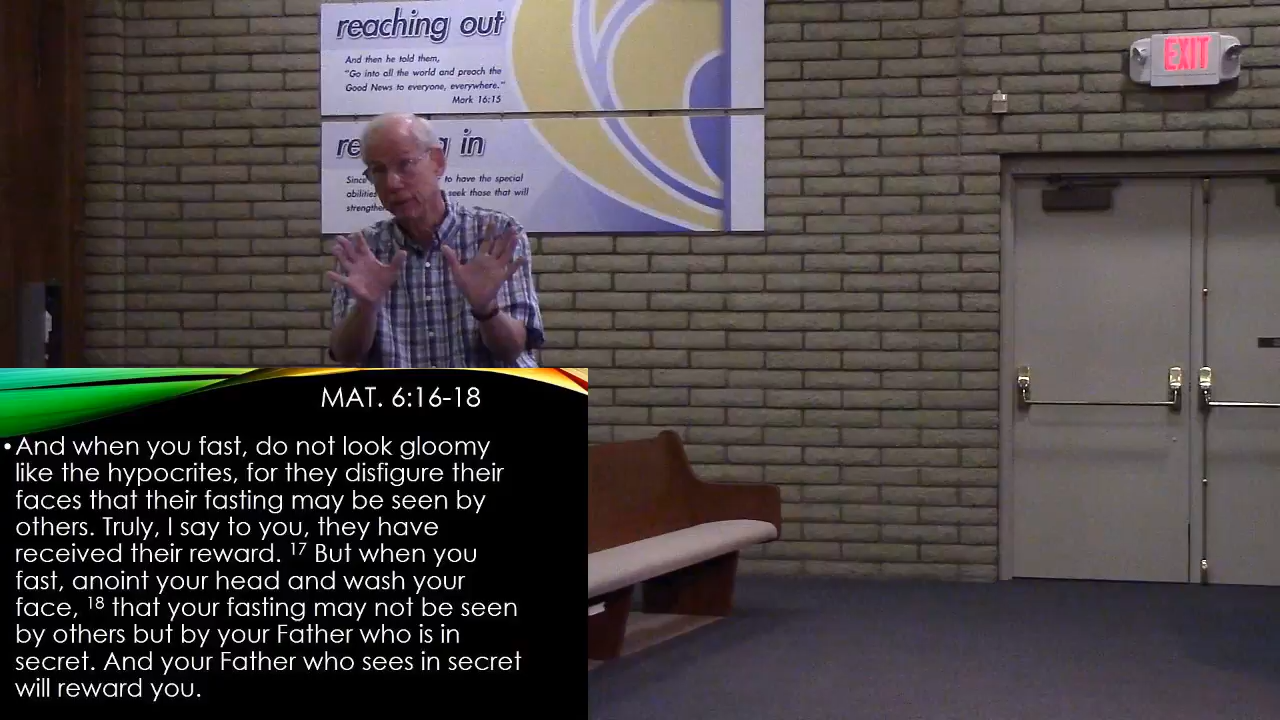 reaching out
And then he told them,
"Go into all the world and preach the
Good News to everyone, everywhere."
Mark 16:15
in
Since to have the special
abilities seek those that will
strengthen
EXIT
MAT. 6:16-18
•And when you fast, do not look gloomy
like the hypocrites, for they disfigure their
faces that their fasting may be seen by
others. Truly, I say to you, they have
received their reward. 17 But when you
fast, anoint your head and wash your
face, 18 that your fasting may not be seen
by others but by your Father who is in
secret. And your Father who sees in secret
will reward you.